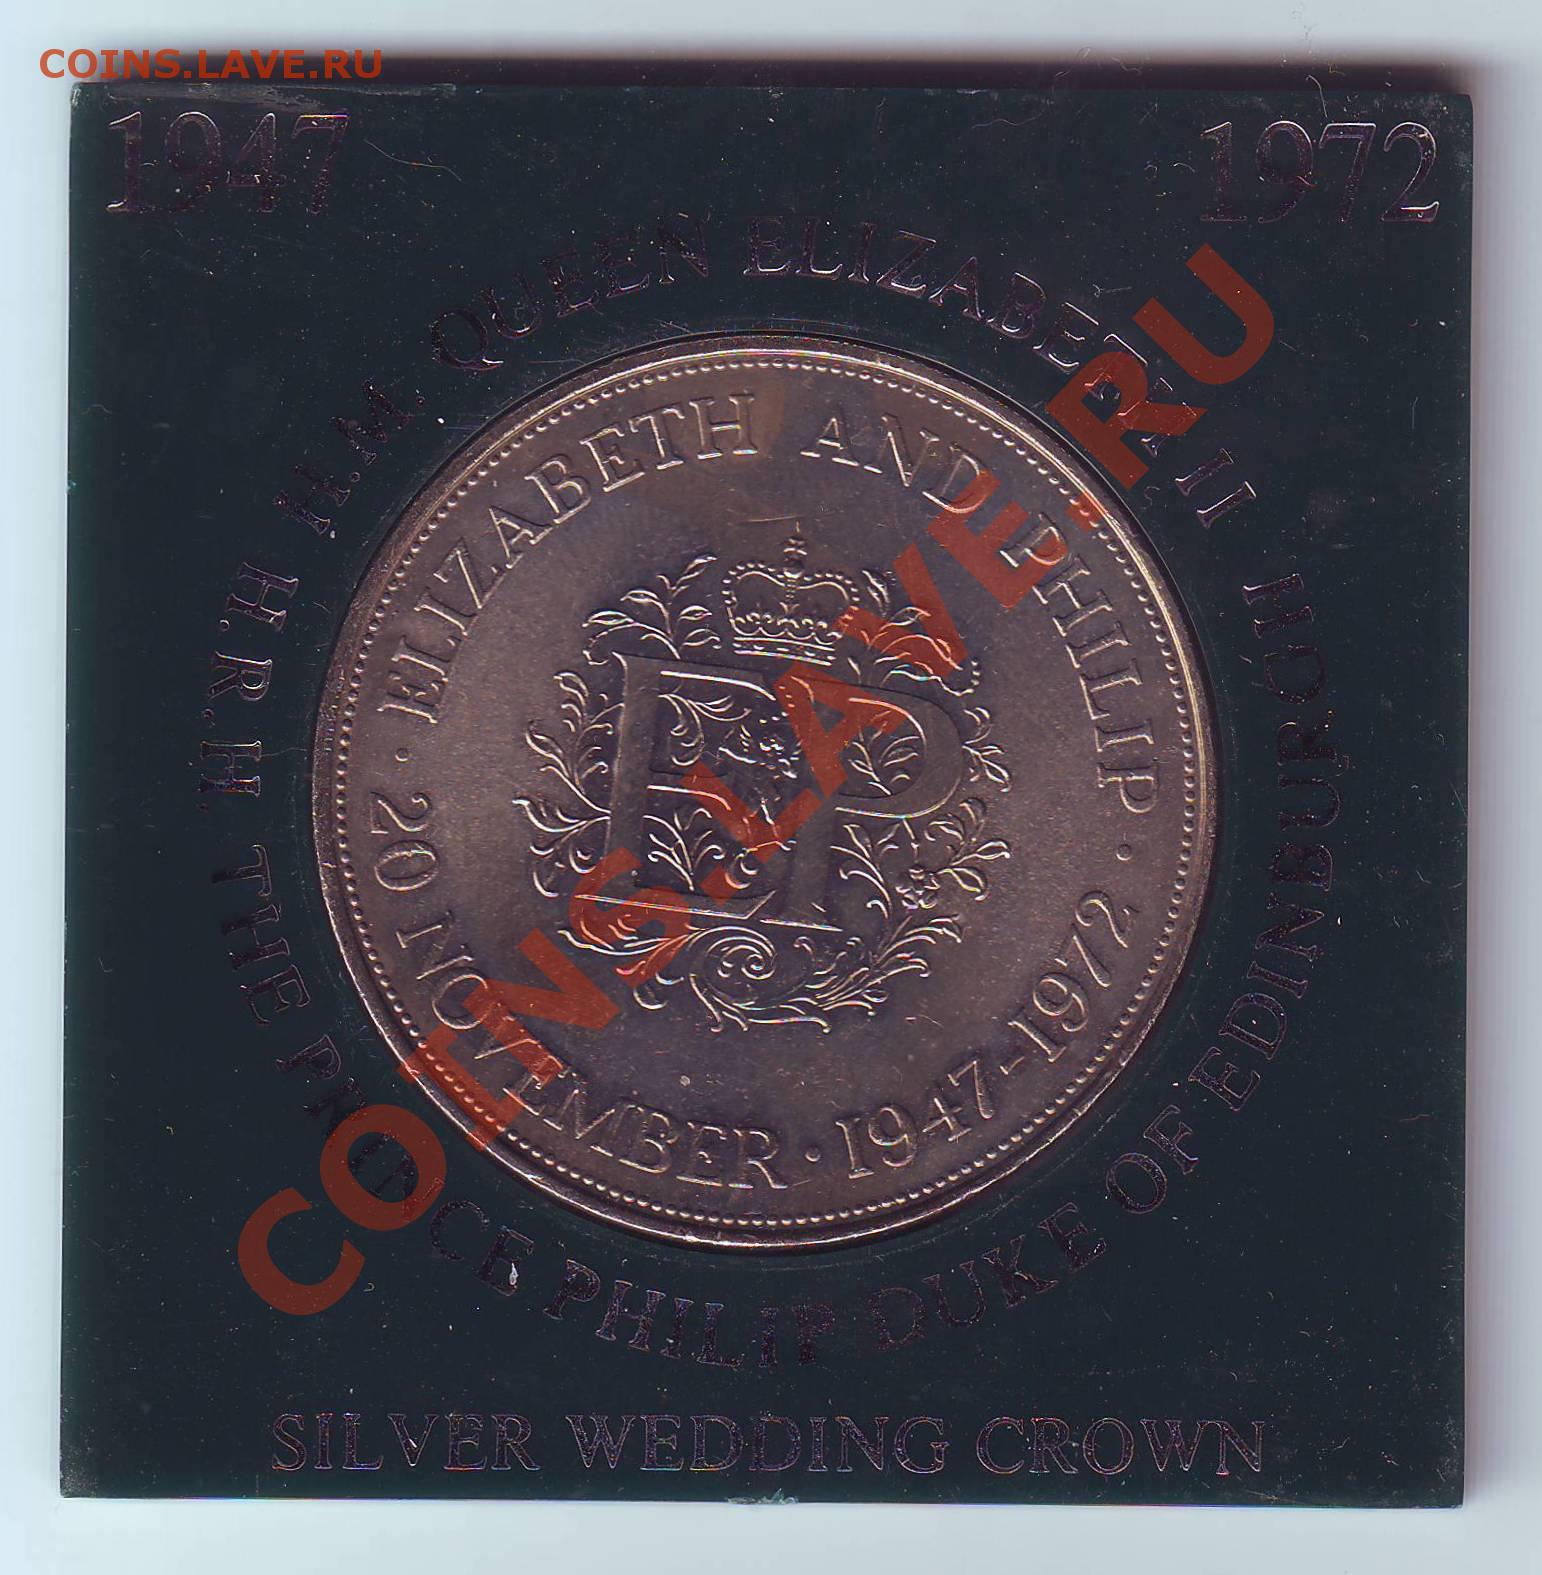 COINS.LAVE.RU
1947
1972
H.M. QUEEN ELIZABETH II
H.R.H. THE PRINCE PHILIP DUKE OF EDINBURGH
ELIZABETH AND PHILIP
· 20 NOVEMBER · 1947-1972 ·
EP
SILVER WEDDING CROWN
COINS.LAVE.RU